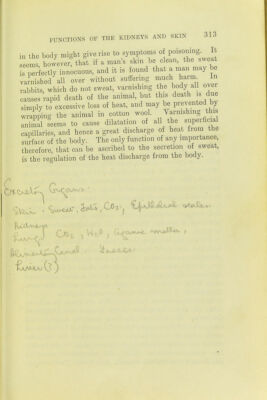 FUNCTIONS OF THE KIDNEYS AND SKIN 313
in the body might give rise to symptoms of poisoning. It
seems, however, that if a man's skin be clean, the sweat
is perfectly innocuous, and it is found that a man may be
varnished all over without suffering much harm. In
rabbits, which do not sweat, varnishing the body all over
causes rapid death of the animal, but this death is due
simply to excessive loss of heat, and may be prevented by
wrapping the animal in cotton wool. Varnishing this
animal seems to cause dilatation of all the superficial
capillaries, and hence a great discharge of heat from the
surface of the body. The only function of any importance,
therefore, that can be ascribed to the secretion of sweat,
is the regulation of the heat discharge from the body.
Excretory Organs.
Skin - Sweat, Fats, CO2, Epithelial scales
Kidneys
Lungs CO2, H2O, Organic matter,
Alimentary Canal. Faeces.
Liver (?)